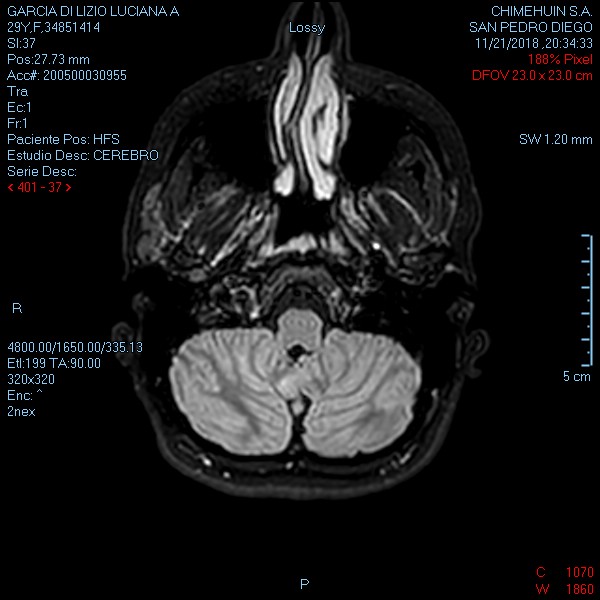 GARCIA DI LIZIO LUCIANA A
29Y,F,34851414
Sl:37
Pos:27.73 mm
Acc#: 200500030955
Tra
Ec:1
Fr:1
Paciente Pos: HFS
Estudio Desc: CEREBRO
Serie Desc:
< 401 - 37 >
Lossy
CHIMEHUIN S.A.
SAN PEDRO DIEGO
11/21/2018 ,20:34:33
188% Pixel
DFOV 23.0 x 23.0 cm
SW 1.20 mm
R
4800.00/1650.00/335.13
Etl:199 TA:90.00
320x320
Enc: ^
2nex
5 cm
P
C 1070
W 1860